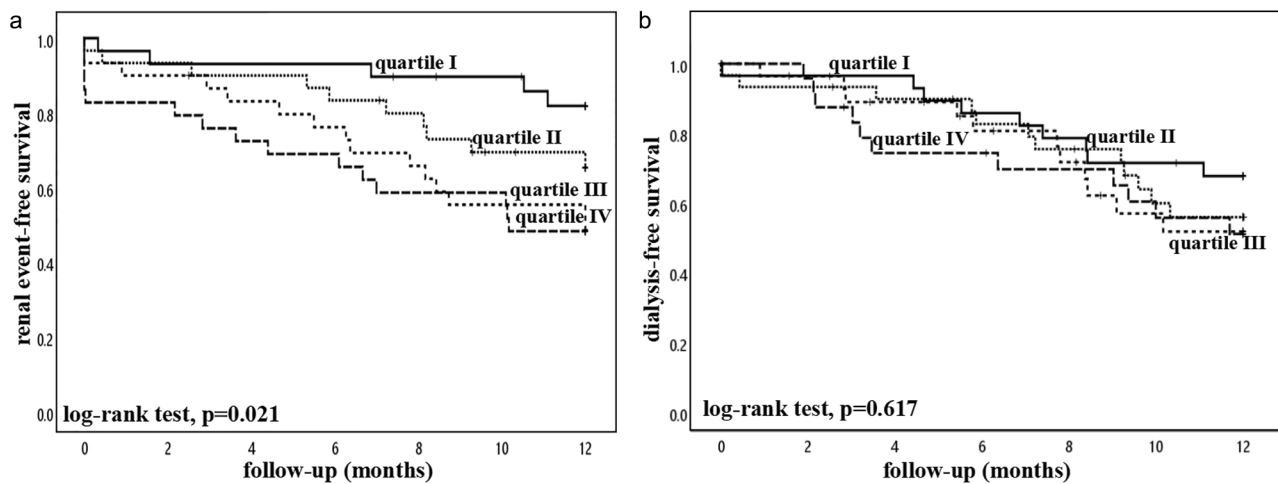 a
1.0
0.8
0.6
0.4
0.2
0.0
renal event-free survival
quartile I
quartile II
quartile III
quartile IV
log-rank test, p=0.021
0 2 4 6 8 10 12
follow-up (months)
b
1.0
0.8
0.6
0.4
0.2
0.0
dialysis-free survival
quartile I
quartile II
quartile IV
quartile III
log-rank test, p=0.617
0 2 4 6 8 10 12
follow-up (months)